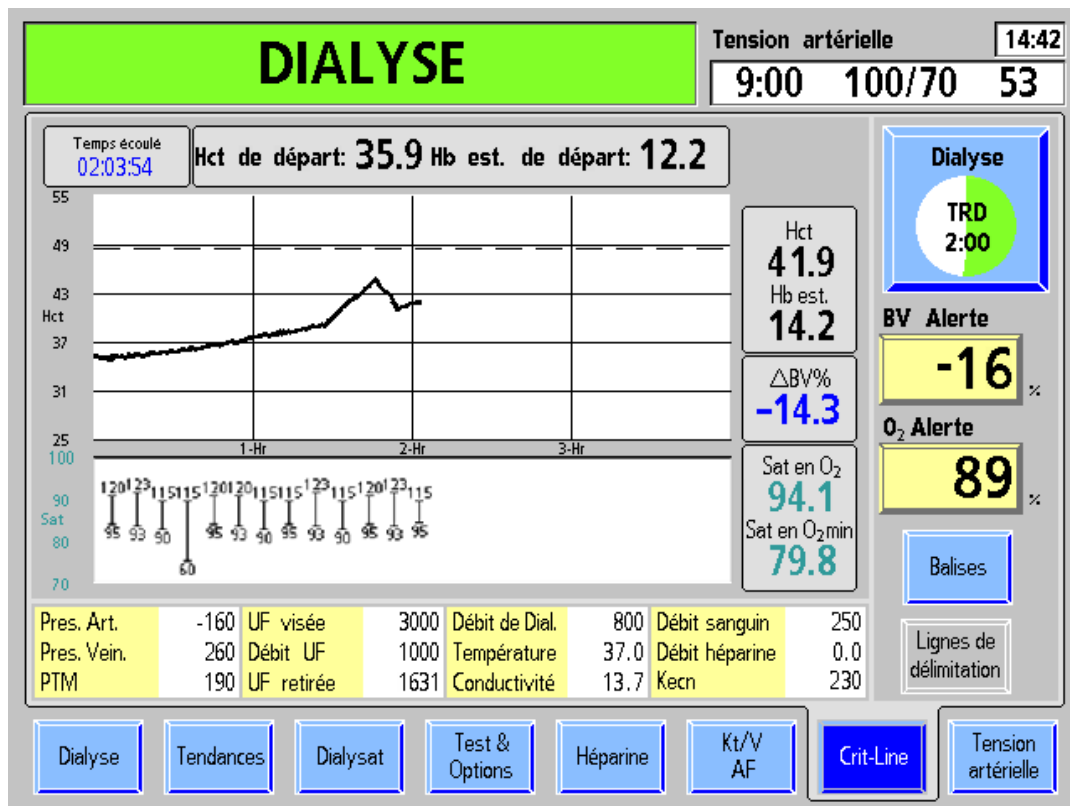 DIALYSE
Tension artérielle 14:42
9:00 100/70 53
Temps écoulé
02:03:54
Hct de départ: 35.9 Hb est. de départ: 12.2
55
49
43
Hct
37
31
25
1-Hr 2-Hr 3-Hr
100
90
Sat
80
70
120 123 115 115 120 120 115 115 123 115 120 123 115
95 93 90 60 95 93 90 95 93 90 95 93 95
Hct
41.9
Hb est.
14.2
△BV%
-14.3
Sat en O₂
94.1
Sat en O₂min
79.8
Dialyse
TRD
2:00
BV Alerte
-16 %
O₂ Alerte
89 %
Balises
Lignes de
délimitation
Pres. Art. -160 UF visée 3000 Débit de Dial. 800 Débit sanguin 250
Pres. Vein. 260 Débit UF 1000 Température 37.0 Débit héparine 0.0
PTM 190 UF retirée 1631 Conductivité 13.7 Kecn 230
Dialyse
Tendances
Dialysat
Test &
Options
Héparine
Kt/V
AF
Crit-Line
Tension
artérielle